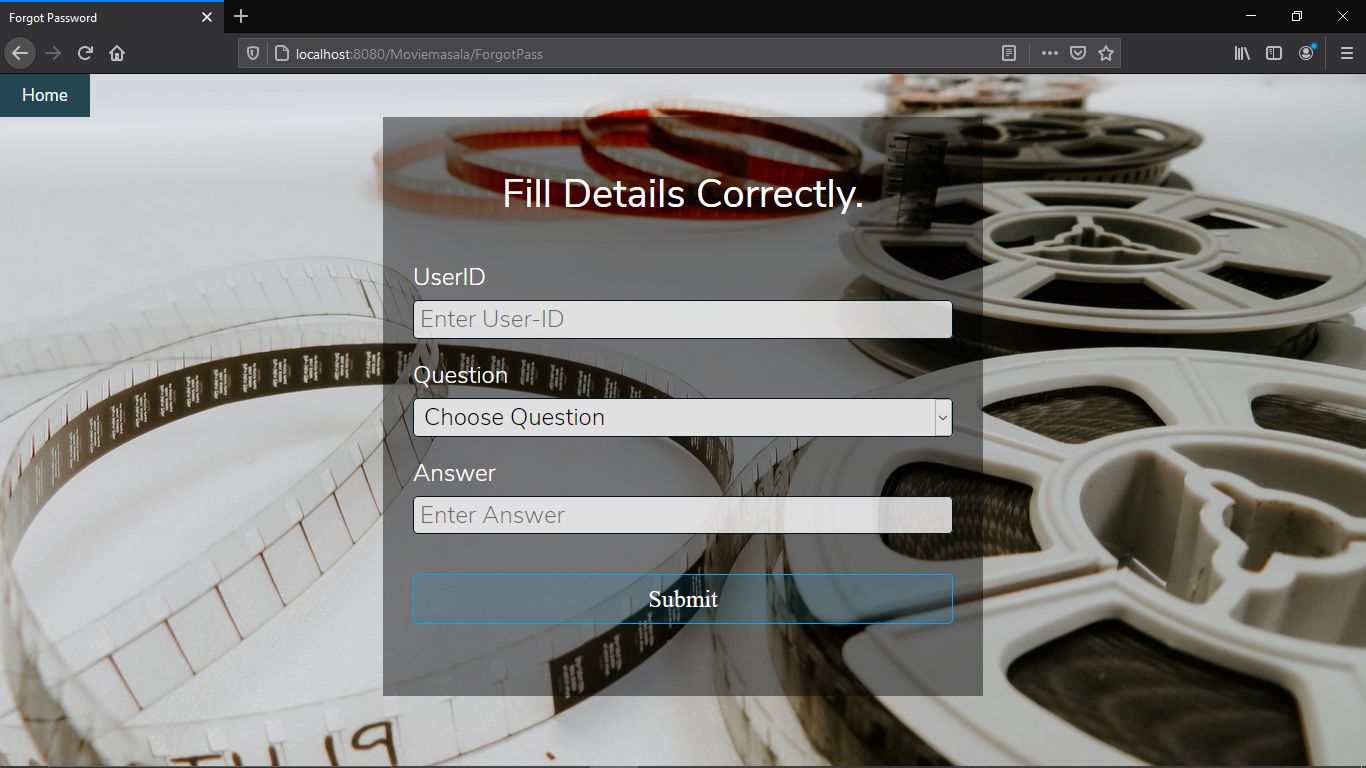 Forgot Password
localhost:8080/Moviemasala/ForgotPass
Home
Fill Details Correctly.
UserID
Enter User-ID
Question
Choose Question
Answer
Enter Answer
Submit